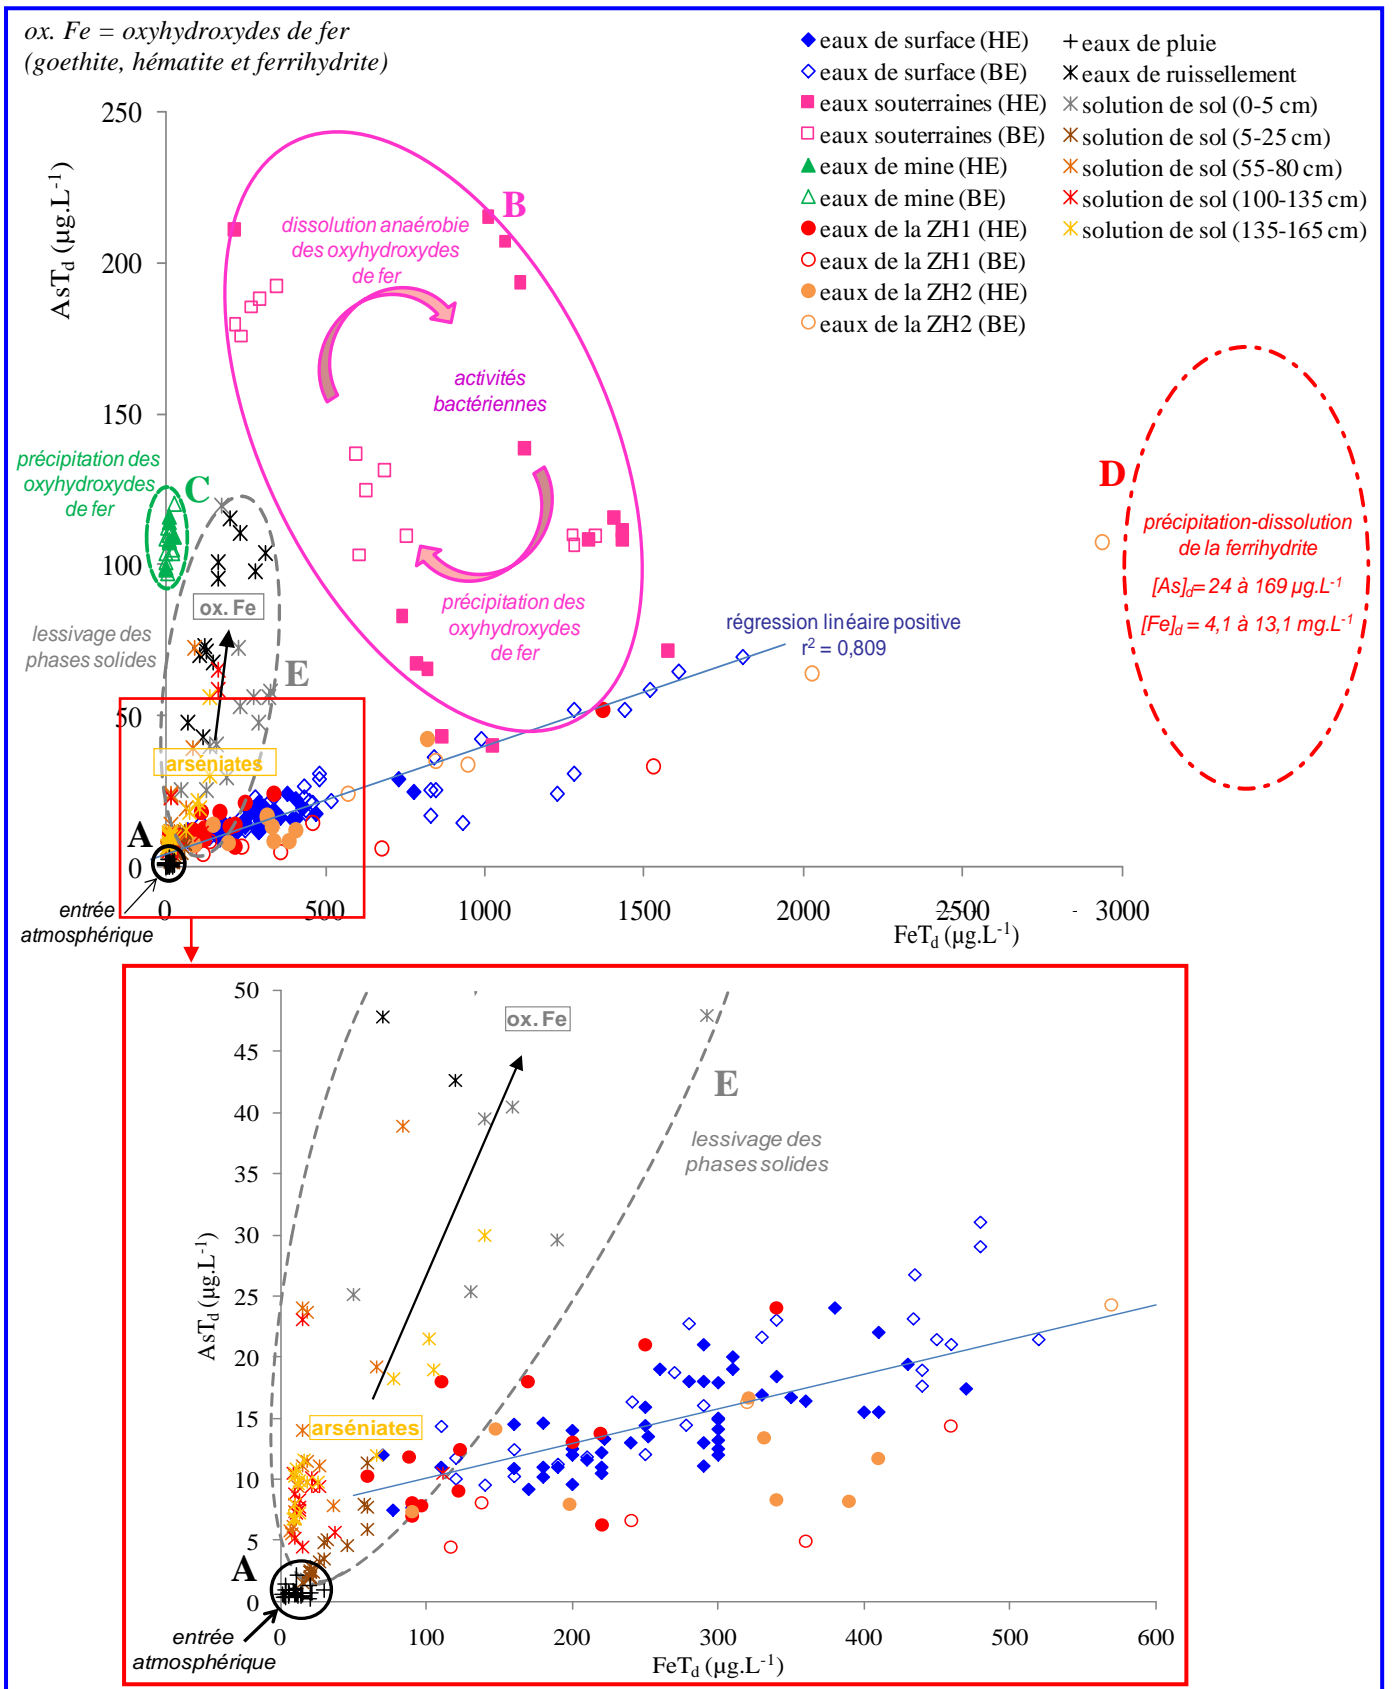 ox. Fe = oxyhydroxydes de fer
(goethite, hématite et ferrihydrite)
eaux de surface (HE)
eaux de surface (BE)
eaux souterraines (HE)
eaux souterraines (BE)
eaux de mine (HE)
eaux de mine (BE)
eaux de la ZH1 (HE)
eaux de la ZH1 (BE)
eaux de la ZH2 (HE)
eaux de la ZH2 (BE)
eaux de pluie
eaux de ruissellement
solution de sol (0-5 cm)
solution de sol (5-25 cm)
solution de sol (55-80 cm)
solution de sol (100-135 cm)
solution de sol (135-165 cm)
AsTd (µg.L-1)
250
200
150
100
50
0
B
dissolution anaérobie
des oxyhydroxydes
de fer
activités
bactériennes
précipitation des
oxyhydroxydes
de fer
précipitation des
oxyhydroxydes
de fer
C
ox. Fe
lessivage des
phases solides
E
arséniates
A
entrée
atmosphérique
régression linéaire positive
r² = 0,809
D
précipitation-dissolution
de la ferrihydrite
[As]d= 24 à 169 µg.L-1
[Fe]d = 4,1 à 13,1 mg.L-1
0
500
1000
1500
2000
2500
3000
FeTd (µg.L-1)
AsTd (µg.L-1)
50
45
40
35
30
25
20
15
10
5
0
ox. Fe
E
lessivage des
phases solides
arséniates
A
entrée
atmosphérique
0
100
200
300
400
500
600
FeTd (µg.L-1)